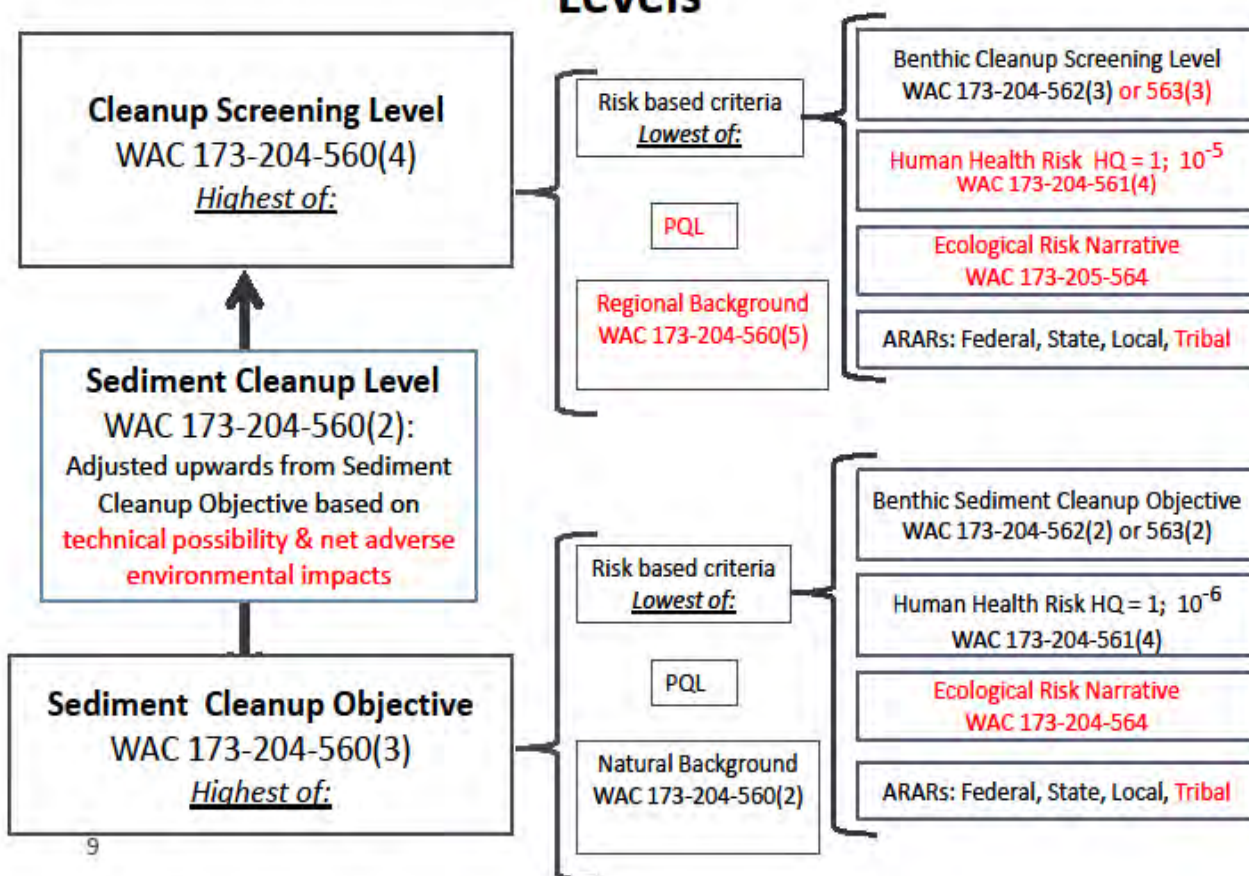 Levels
Cleanup Screening Level
WAC 173-204-560(4)
Highest of:
Sediment Cleanup Level
WAC 173-204-560(2):
Adjusted upwards from Sediment
Cleanup Objective based on
technical possibility & net adverse
environmental impacts
Sediment Cleanup Objective
WAC 173-204-560(3)
Highest of:
9
Risk based criteria
Lowest of:
PQL
Regional Background
WAC 173-204-560(5)
Benthic Cleanup Screening Level
WAC 173-204-562(3) or 563(3)
Human Health Risk HQ = 1; 10⁻⁵
WAC 173-204-561(4)
Ecological Risk Narrative
WAC 173-205-564
ARARs: Federal, State, Local, Tribal
Risk based criteria
Lowest of:
PQL
Natural Background
WAC 173-204-560(2)
Benthic Sediment Cleanup Objective
WAC 173-204-562(2) or 563(2)
Human Health Risk HQ = 1; 10⁻⁶
WAC 173-204-561(4)
Ecological Risk Narrative
WAC 173-204-564
ARARs: Federal, State, Local, Tribal